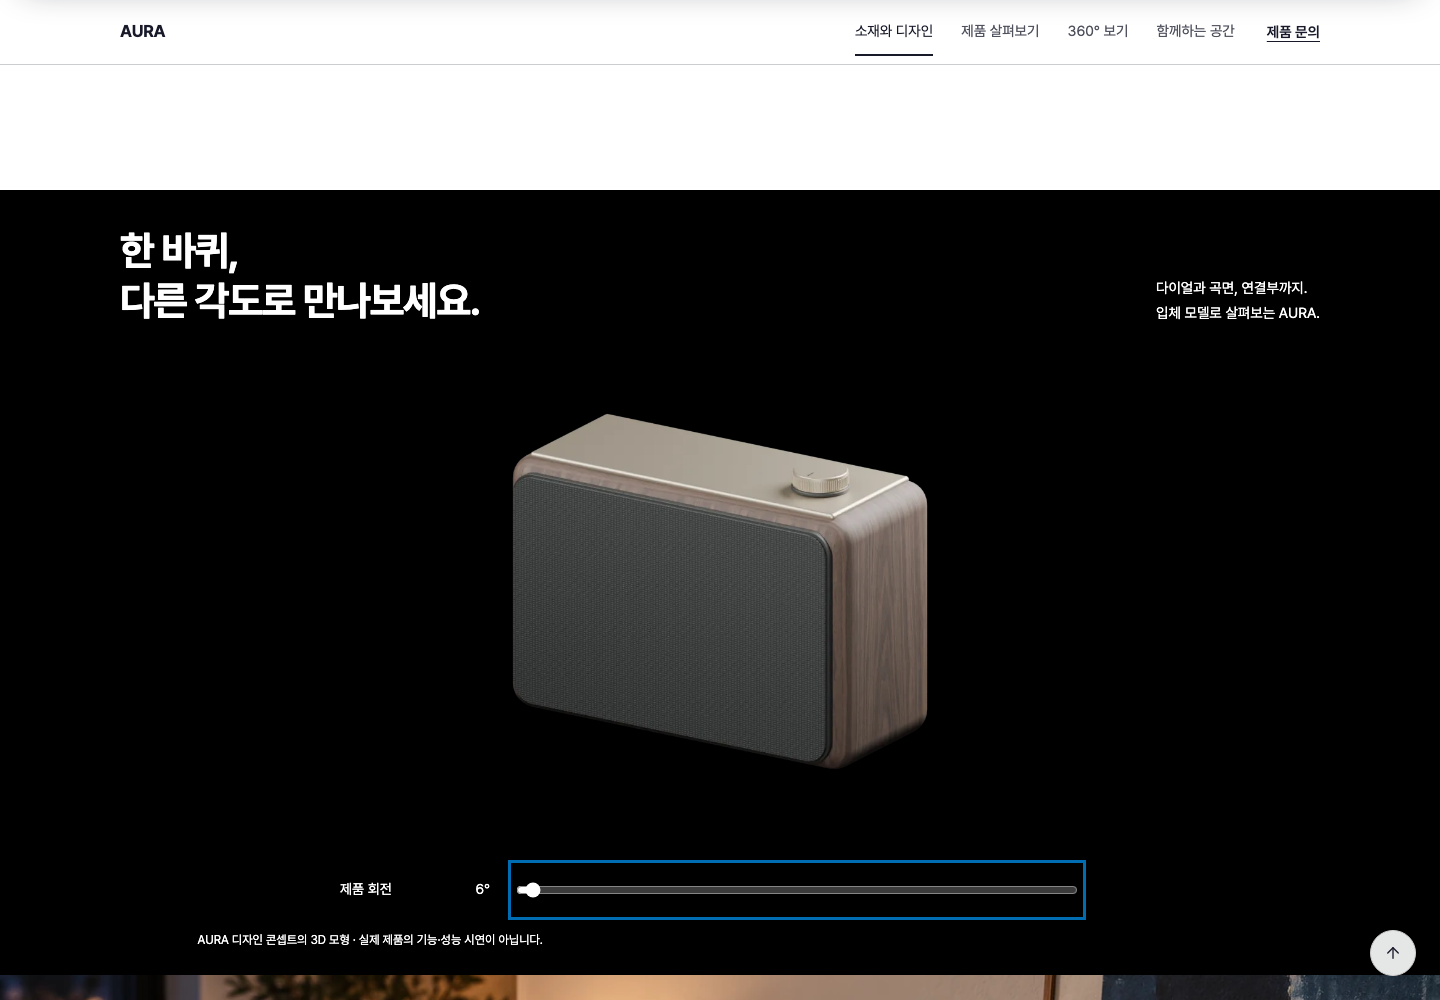 AURA
소재와 디자인
제품 살펴보기
360° 보기
함께하는 공간
제품 문의
한 바퀴,
다른 각도로 만나보세요.
다이얼과 곡면, 연결부까지.
입체 모델로 살펴보는 AURA.
제품 회전
6°
AURA 디자인 콘셉트의 3D 모형 · 실제 제품의 기능·성능 시연이 아닙니다.